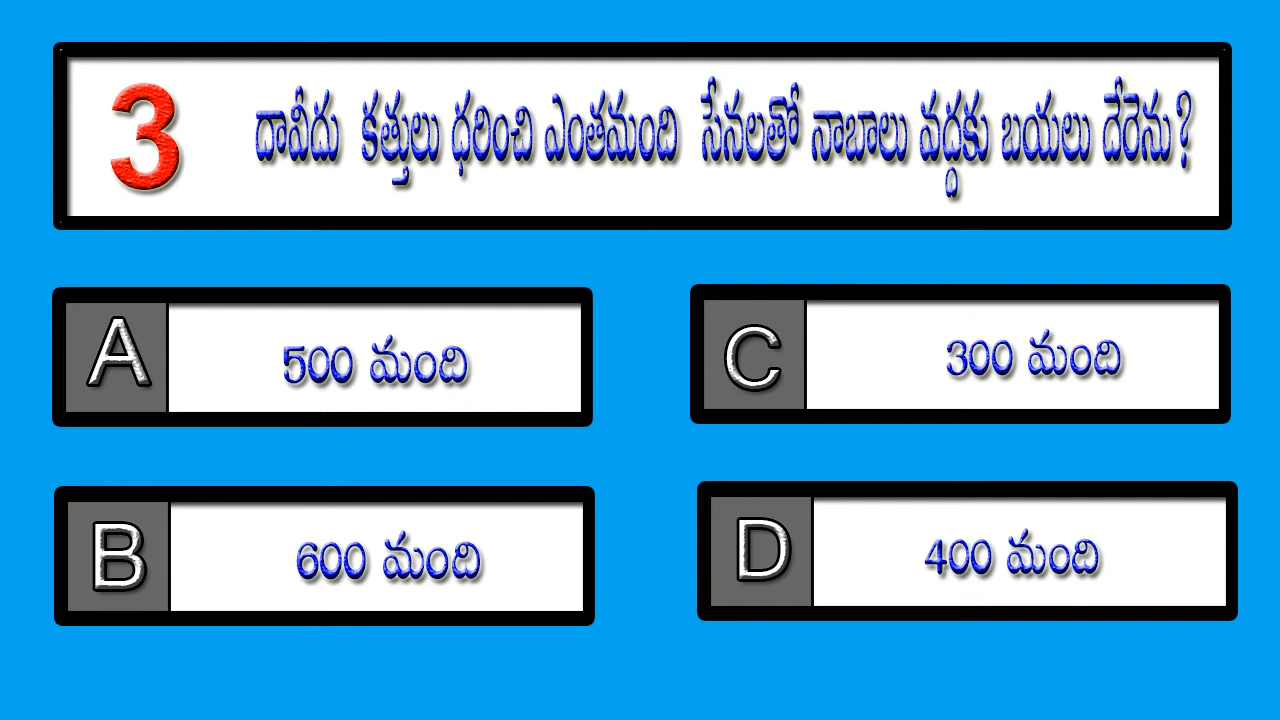 3 దావీదు కత్తులు ధరించి ఎంతమంది సేనలతో నాబాలు వద్దకు బయలు దేరెను?
A 500 మంది
C 300 మంది
B 600 మంది
D 400 మంది